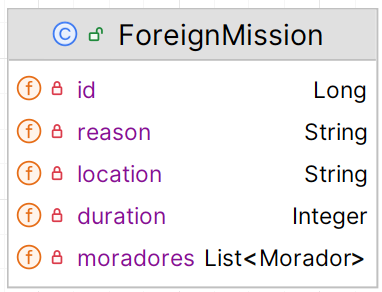 ForeignMission
id Long
reason String
location String
duration Integer
moradores List<Morador>